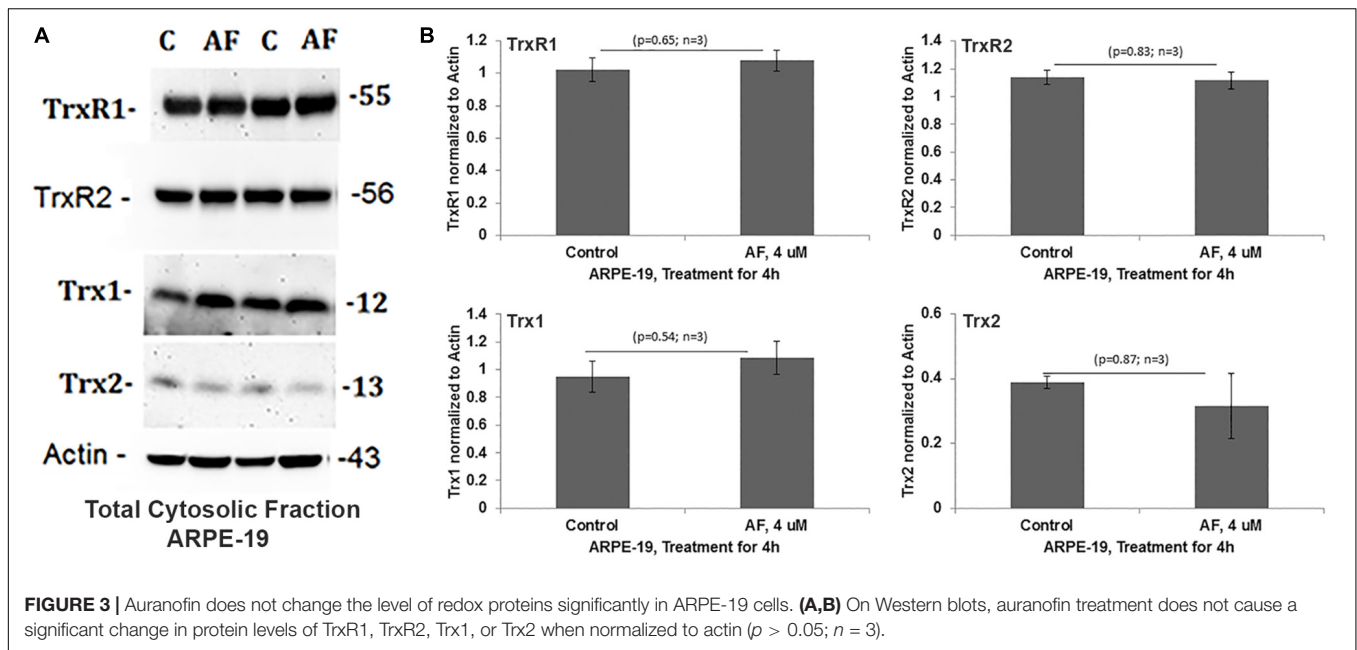 A
C AF C AF
TrxR1- -55
TrxR2 - -56
Trx1- -12
Trx2- -13
Actin - -43
Total Cytosolic Fraction
ARPE-19
B
TrxR1
(p=0.65; n=3)
TrxR1 normalized to Actin
1.2
1
0.8
0.6
0.4
0.2
0
Control AF, 4 uM
ARPE-19, Treatment for 4h
TrxR2
(p=0.83; n=3)
TrxR2 normalized to Actin
1.4
1.2
1
0.8
0.6
0.4
0.2
0
Control AF, 4 uM
ARPE-19, Treatment for 4h
Trx1
(p=0.54; n=3)
Trx1 normalized to Actin
1.4
1.2
1
0.8
0.6
0.4
0.2
0
Control AF, 4 uM
ARPE-19, Treatment for 4h
Trx2
(p=0.87; n=3)
Trx2 normalized to Actin
0.6
0.4
0.2
0
Control AF, 4 uM
ARPE-19, Treatment for 4h
FIGURE 3 | Auranofin does not change the level of redox proteins significantly in ARPE-19 cells. (A,B) On Western blots, auranofin treatment does not cause a
significant change in protein levels of TrxR1, TrxR2, Trx1, or Trx2 when normalized to actin (p > 0.05; n = 3).